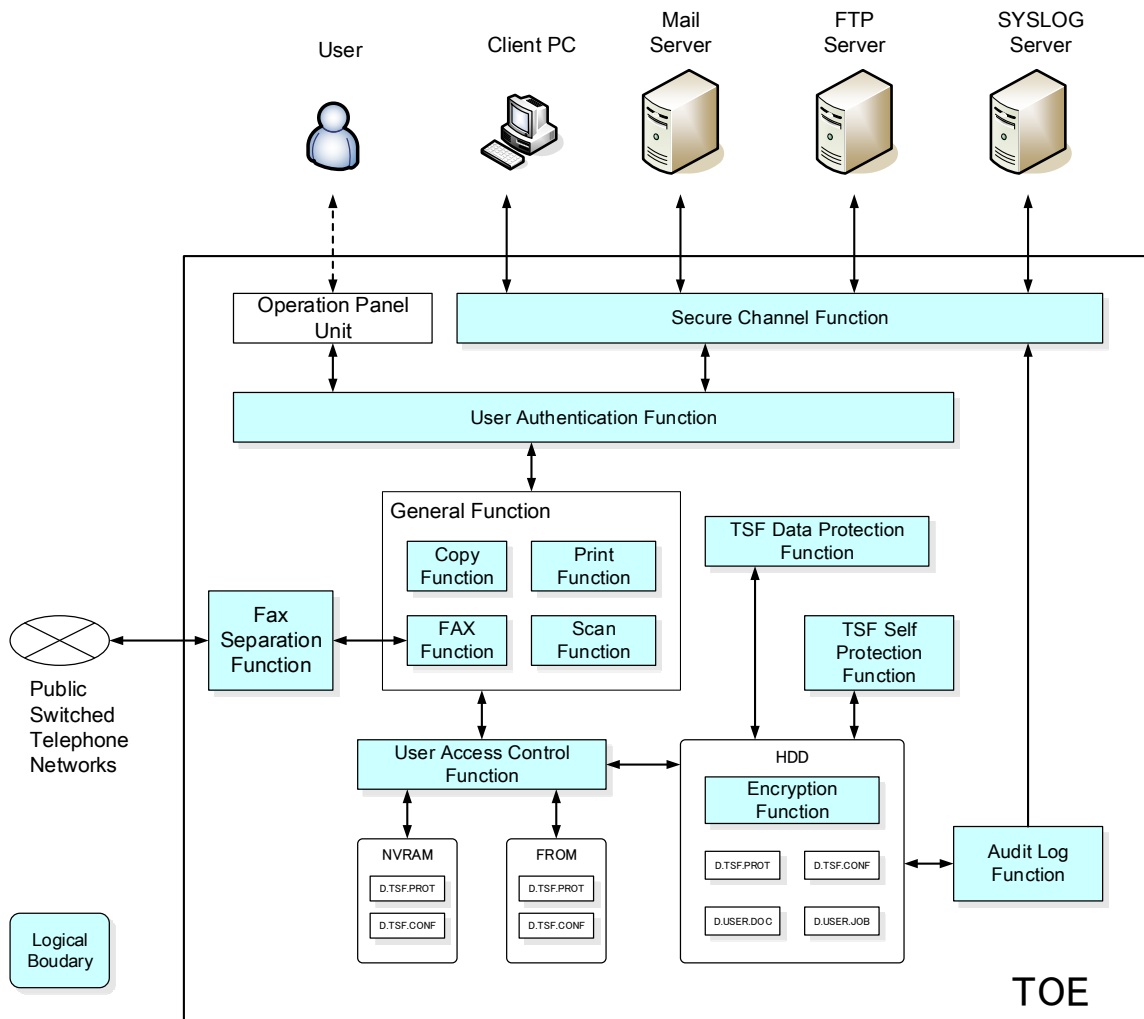 User
Client PC
Mail
Server
FTP
Server
SYSLOG
Server
Operation Panel
Unit
Secure Channel Function
User Authentication Function
General Function
Copy
Function
Print
Function
FAX
Function
Scan
Function
TSF Data Protection
Function
TSF Self
Protection
Function
Fax
Separation
Function
Public
Switched
Telephone
Networks
User Access Control
Function
HDD
Encryption
Function
D.TSF.PROT
D.TSF.CONF
D.USER.DOC
D.USER.JOB
NVRAM
D.TSF.PROT
D.TSF.CONF
FROM
D.TSF.PROT
D.TSF.CONF
Audit Log
Function
Logical
Boudary
TOE